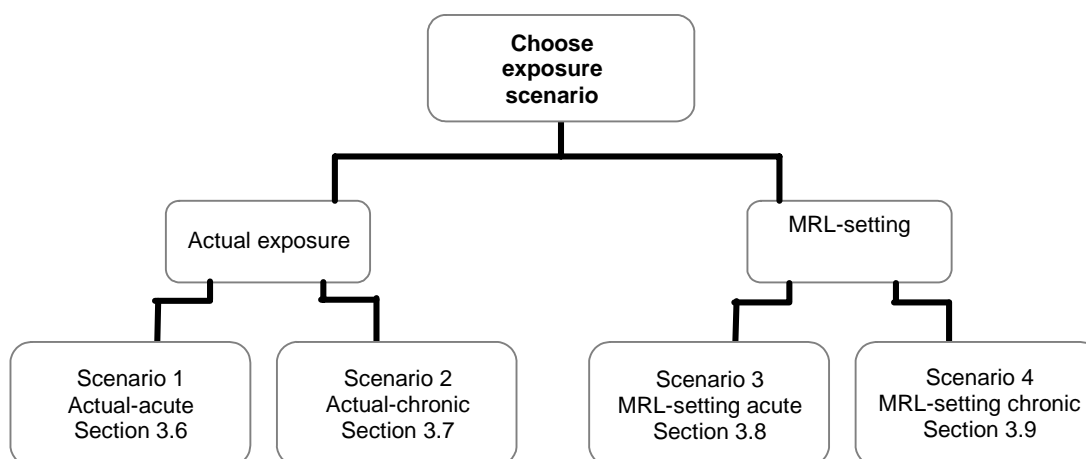 Choose
exposure
scenario
Actual exposure
MRL-setting
Scenario 1
Actual-acute
Section 3.6
Scenario 2
Actual-chronic
Section 3.7
Scenario 3
MRL-setting acute
Section 3.8
Scenario 4
MRL-setting chronic
Section 3.9